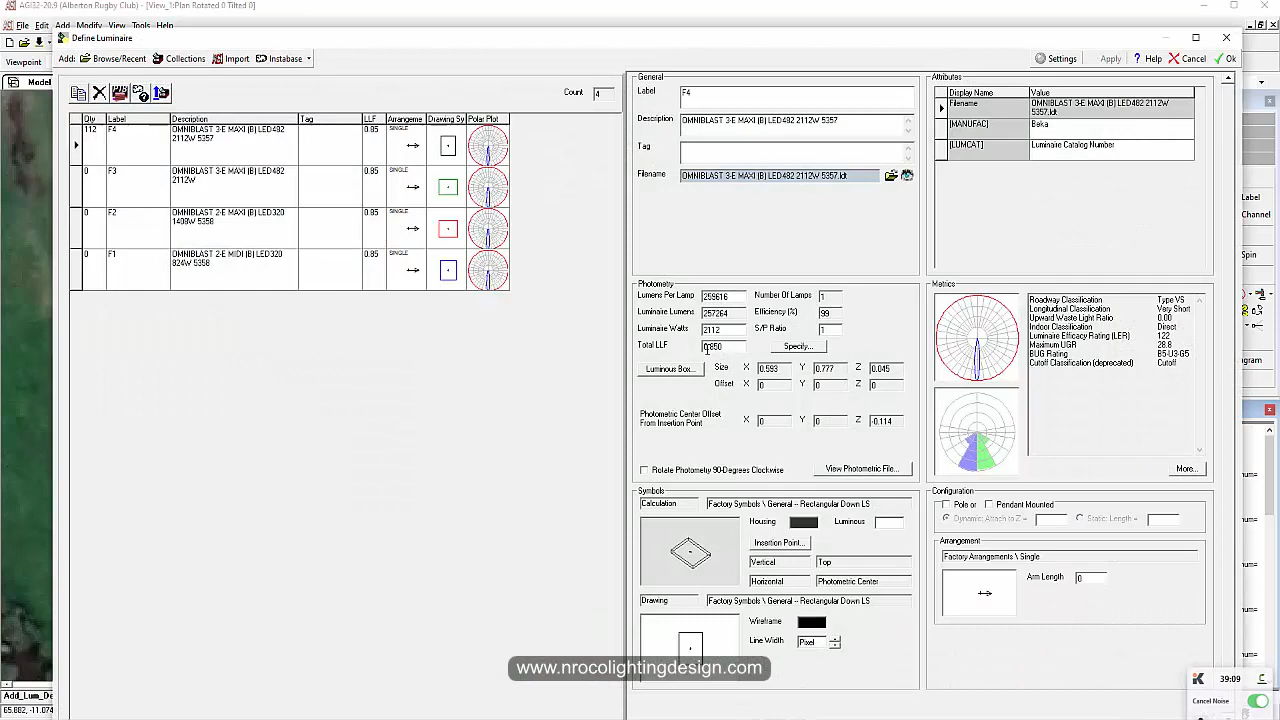 AGI32-20.9 (Alberton Rugby Club) - [View_1:Plan Rotated 0 Tilted 0]
File Edit Add Modify View Tools Help
Viewpoint
Model
Define Luminaire
Add: Browse/Recent Collections Import Instabase
Settings Apply Help Cancel Ok
Count 4
Qty Label Description Tag LLF Arrangeme Drawing Sy Polar Plot
112 F4 OMNIBLAST 3-E MAXI (B) LED482 0.85 SINGLE
2112W 5357
0 F3 OMNIBLAST 3-E MAXI (B) LED482 0.85 SINGLE
2112W
0 F2 OMNIBLAST 2-E MAXI (B) LED320 0.85 SINGLE
1408W 5358
0 F1 OMNIBLAST 2-E MIDI (B) LED320 0.85 SINGLE
824W 5358
General
Label F4
Description OMNIBLAST 3-E MAXI (B) LED482 2112W 5357
Tag
Filename OMNIBLAST 3-E MAXI (B) LED482 2112W 5357.ldt
Attributes
Display Name Value
Filename OMNIBLAST 3-E MAXI (B) LED482 2112W
5357.ldt
[MANUFAC] Beka
[LUMCAT] Luminaire Catalog Number
Photometry
Lumens Per Lamp 259616 Number Of Lamps 1
Luminaire Lumens 257264 Efficiency (%) 99
Luminaire Watts 2112 S/P Ratio 1
Total LLF 0.850 Specify...
Luminous Box... Size X 0.593 Y 0.777 Z 0.045
Offset X 0 Y 0 Z 0
Photometric Center Offset
From Insertion Point X 0 Y 0 Z -0.114
Rotate Photometry 90-Degrees Clockwise View Photometric File...
Metrics
Roadway Classification Type VS
Longitudinal Classification Very Short
Upward Waste Light Ratio 0.00
Indoor Classification Direct
Luminaire Efficacy Rating (LER) 122
Maximum UGR 28.8
BUG Rating B5-U3-G5
Cutoff Classification (deprecated) Cutoff
More...
Symbols
Calculation Factory Symbols \ General -- Rectangular Down LS
Housing Luminous
Insertion Point...
Vertical Top
Horizontal Photometric Center
Drawing Factory Symbols \ General -- Rectangular Down LS
Wireframe
Line Width Pixel
Configuration
Pole or Pendant Mounted
Dynamic: Attach to Z = Static: Length =
Arrangement
Factory Arrangements \ Single
Arm Length 0
Label
Channel
Spin
www.nrocolightingdesign.com
39:09
Cancel Noise
Add_Lum_De
65.882, -11.074